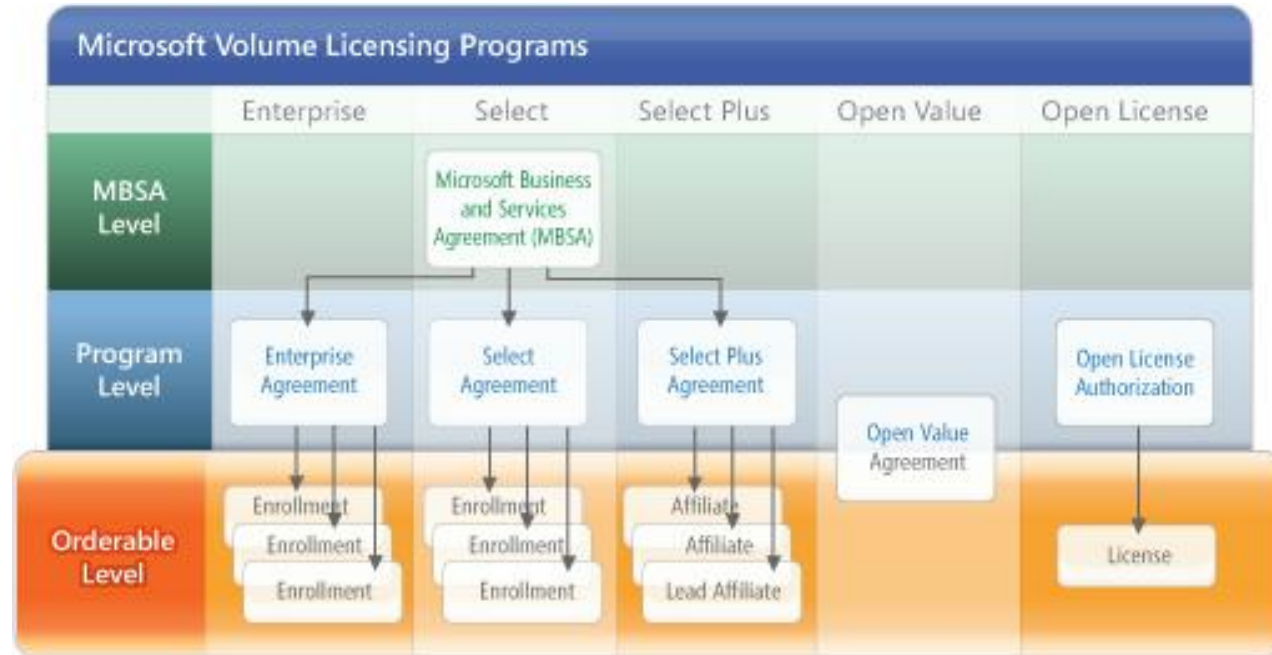 Microsoft Volume Licensing Programs
Enterprise
Select
Select Plus
Open Value
Open License
MBSA
Level
Microsoft Business
and Services
Agreement (MBSA)
Program
Level
Enterprise
Agreement
Select
Agreement
Select Plus
Agreement
Open Value
Agreement
Open License
Authorization
Orderable
Level
Enrollment
Enrollment
Enrollment
Enrollment
Enrollment
Enrollment
Affiliate
Affiliate
Lead Affiliate
License